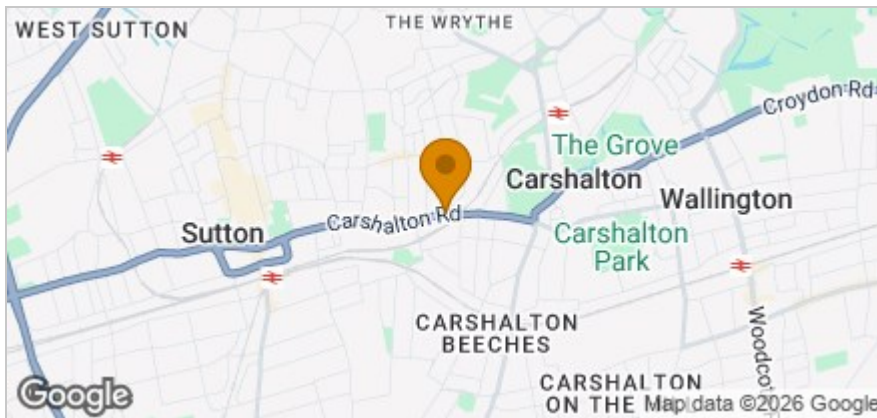 WEST SUTTON
THE WRYTHE
Croydon Rd
The Grove
Carshalton
Wallington
Carshalton Rd
Sutton
Carshalton
Park
CARSHALTON
BEECHES
CARSHALTON
ON THE
Google
Map data ©2026 Google